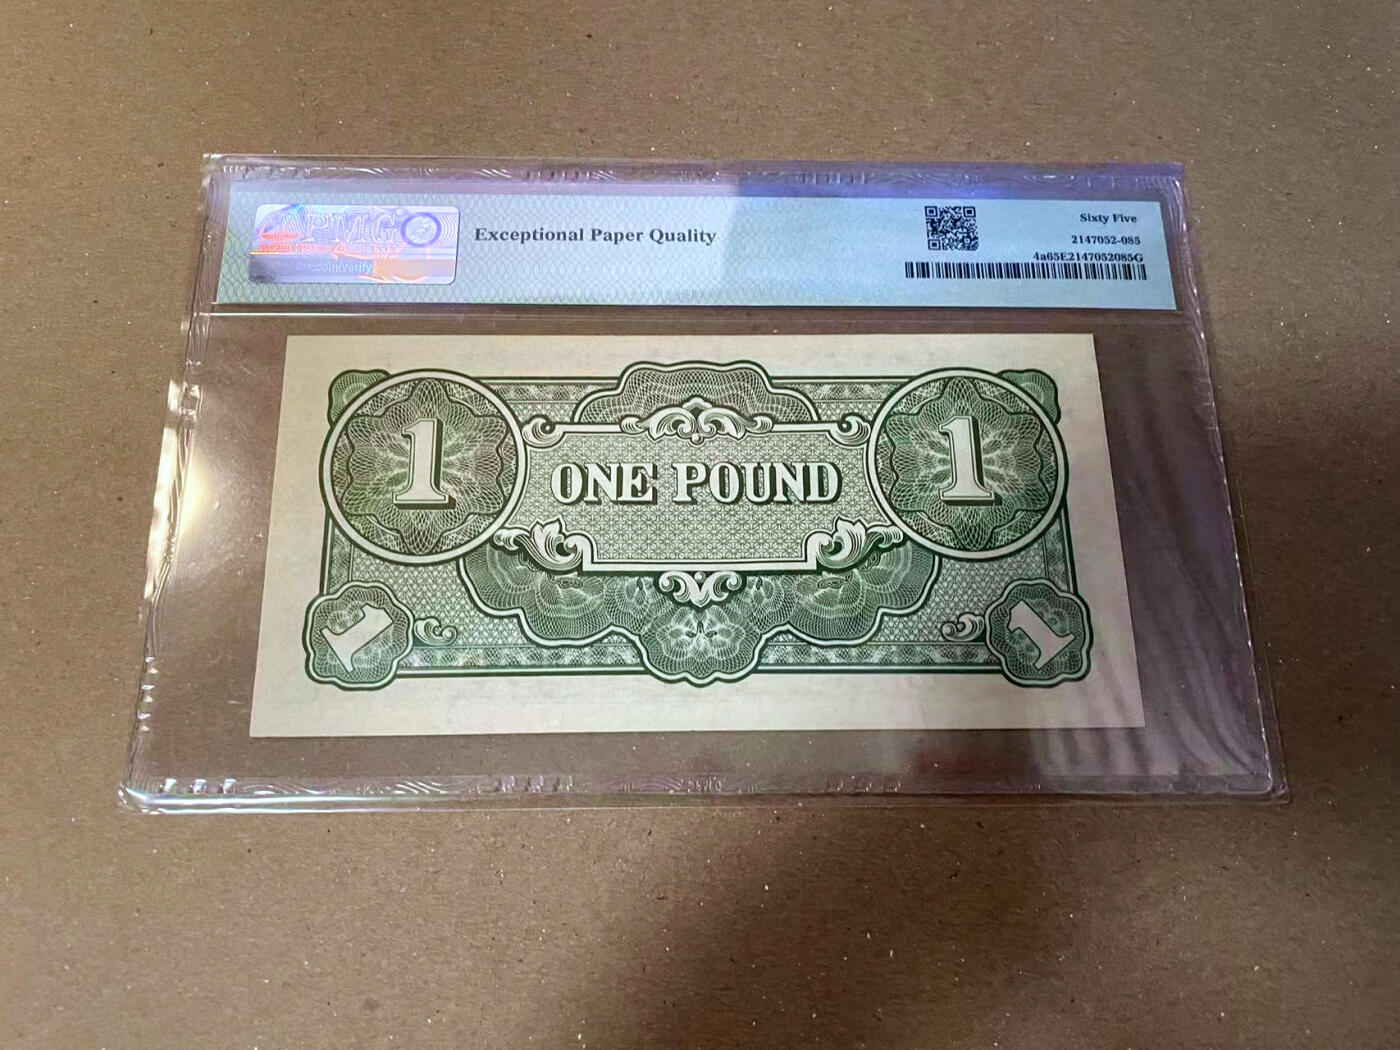 PMG
Exceptional Paper Quality
Sixty Five
2147052-085
4a65E2147052085G
1
ONE POUND
1
1
1